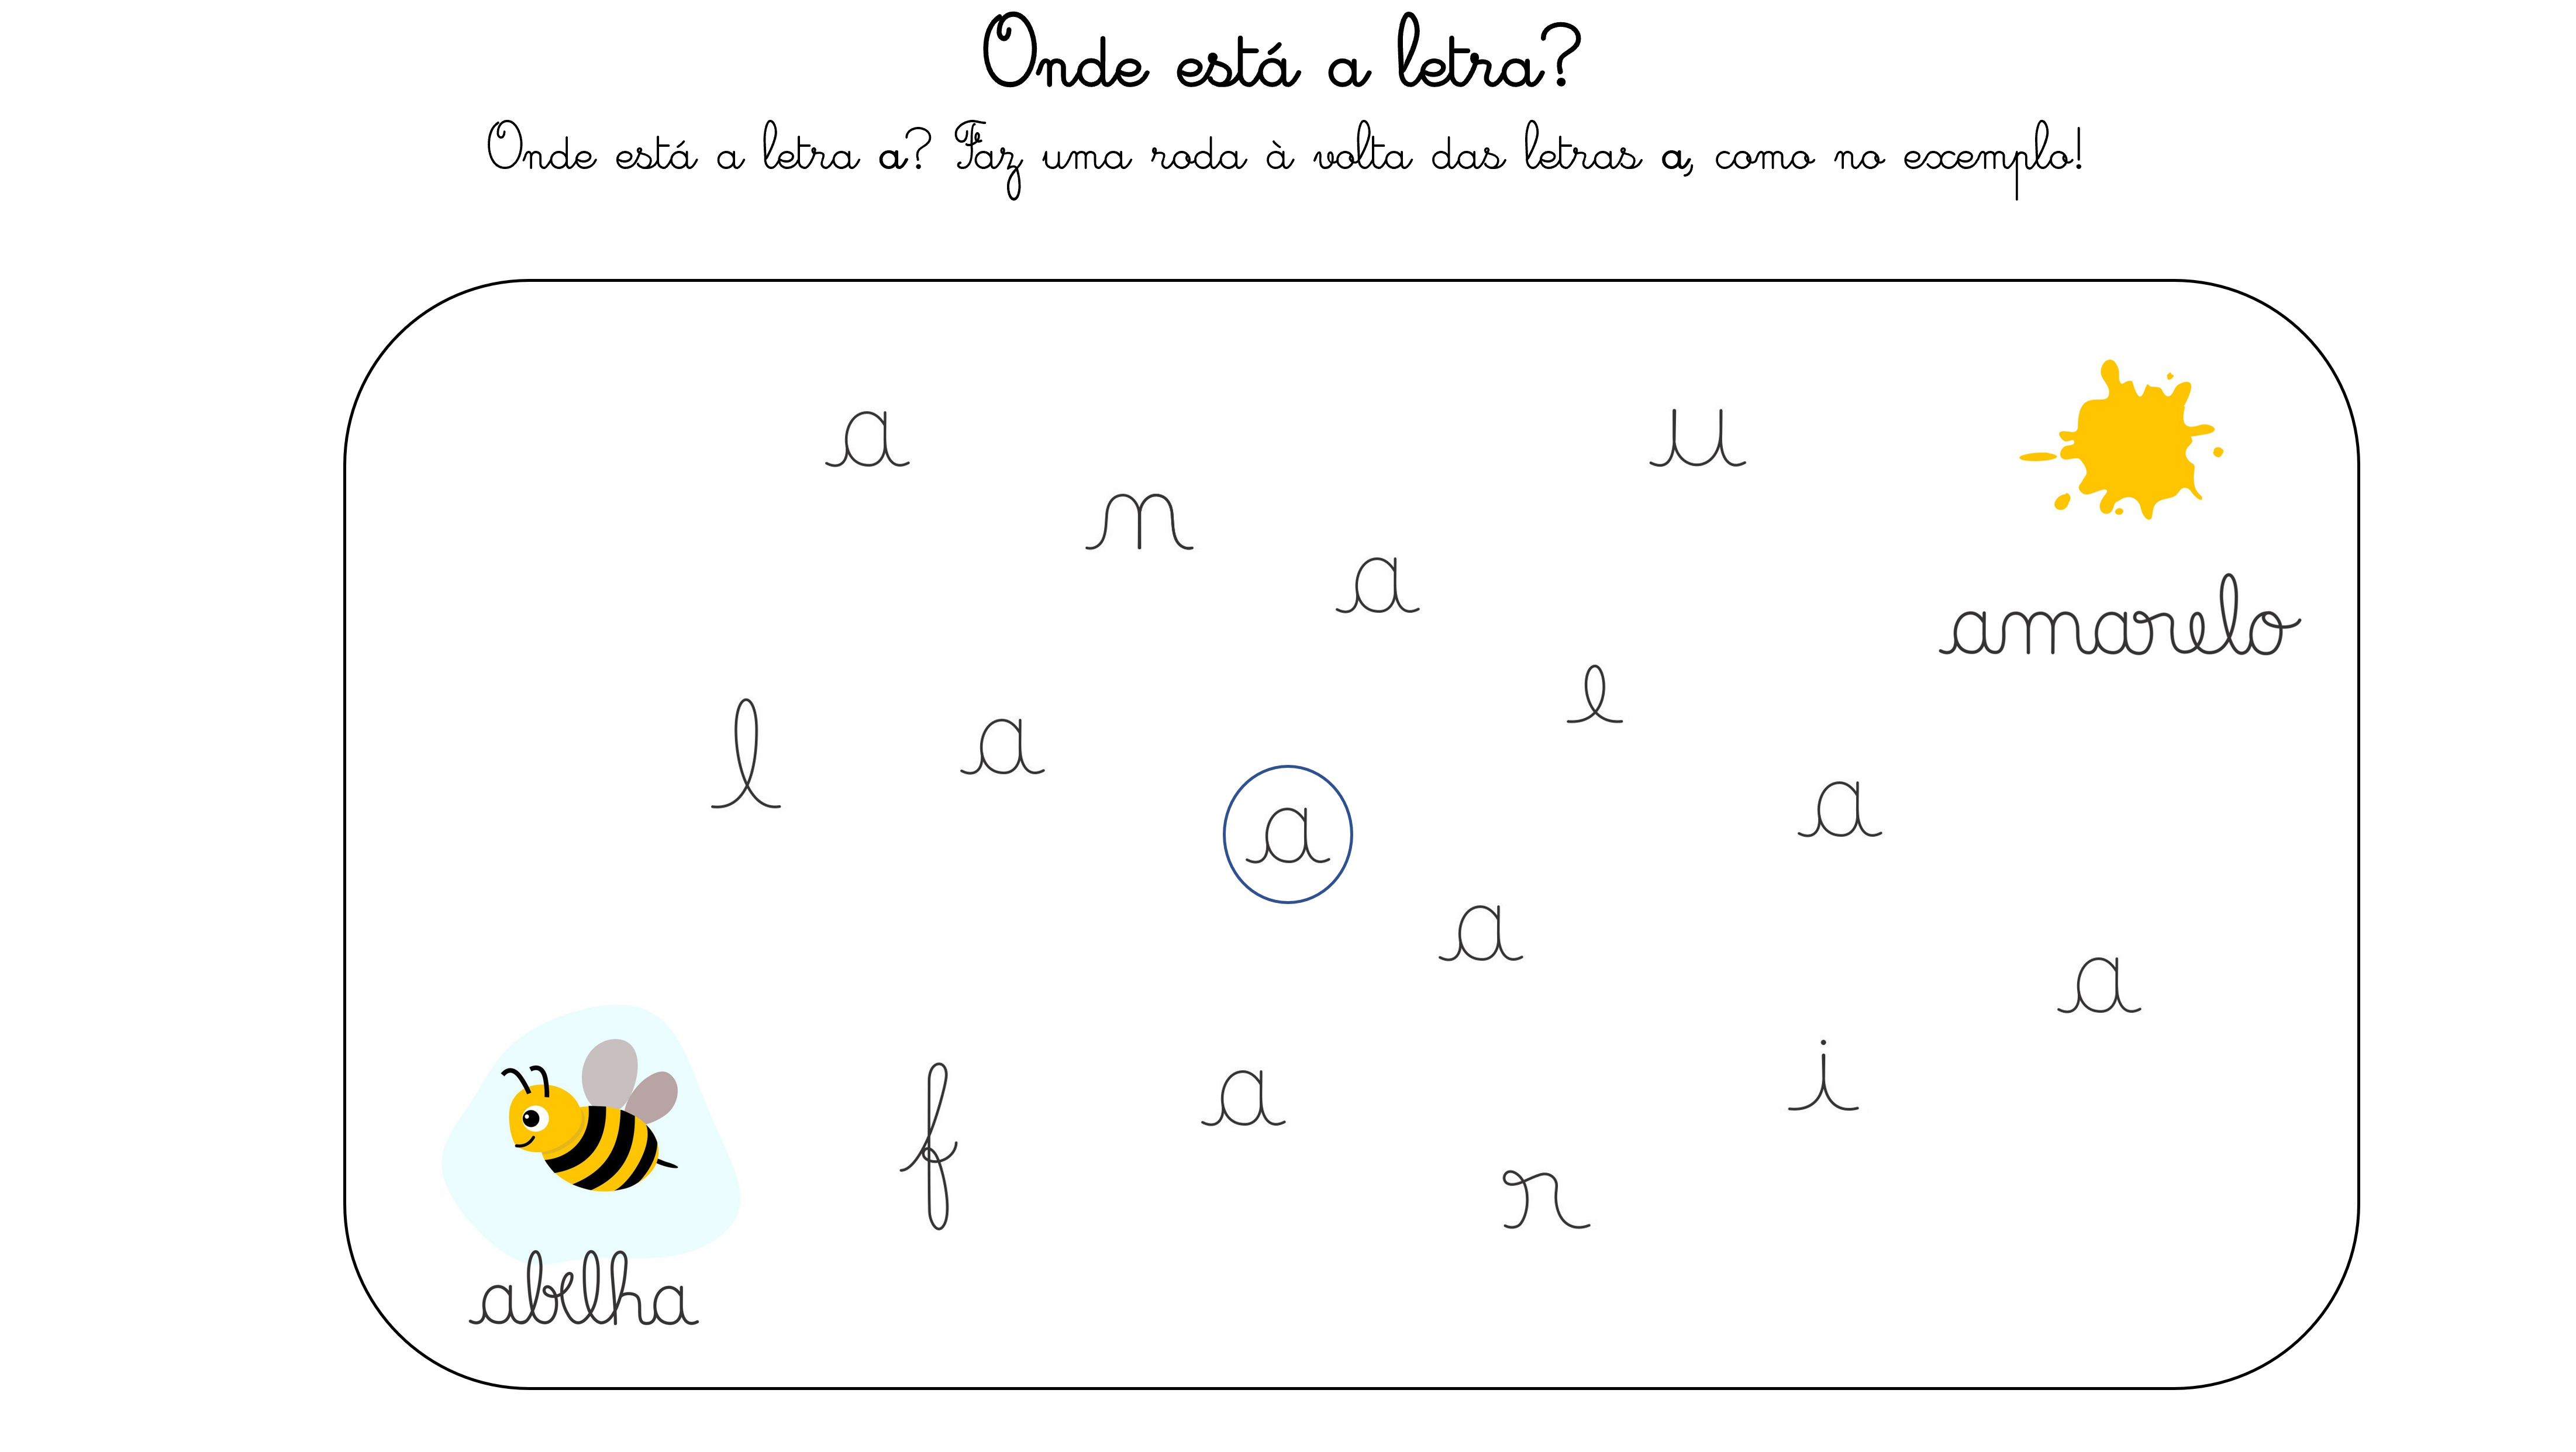 Onde está a letra?
Onde está a letra a? Faz uma roda à volta das letras a, como no exemplo!
a
u
m
a
amarelo
e
l
a
a
a
a
a
i
f
a
r
abelha